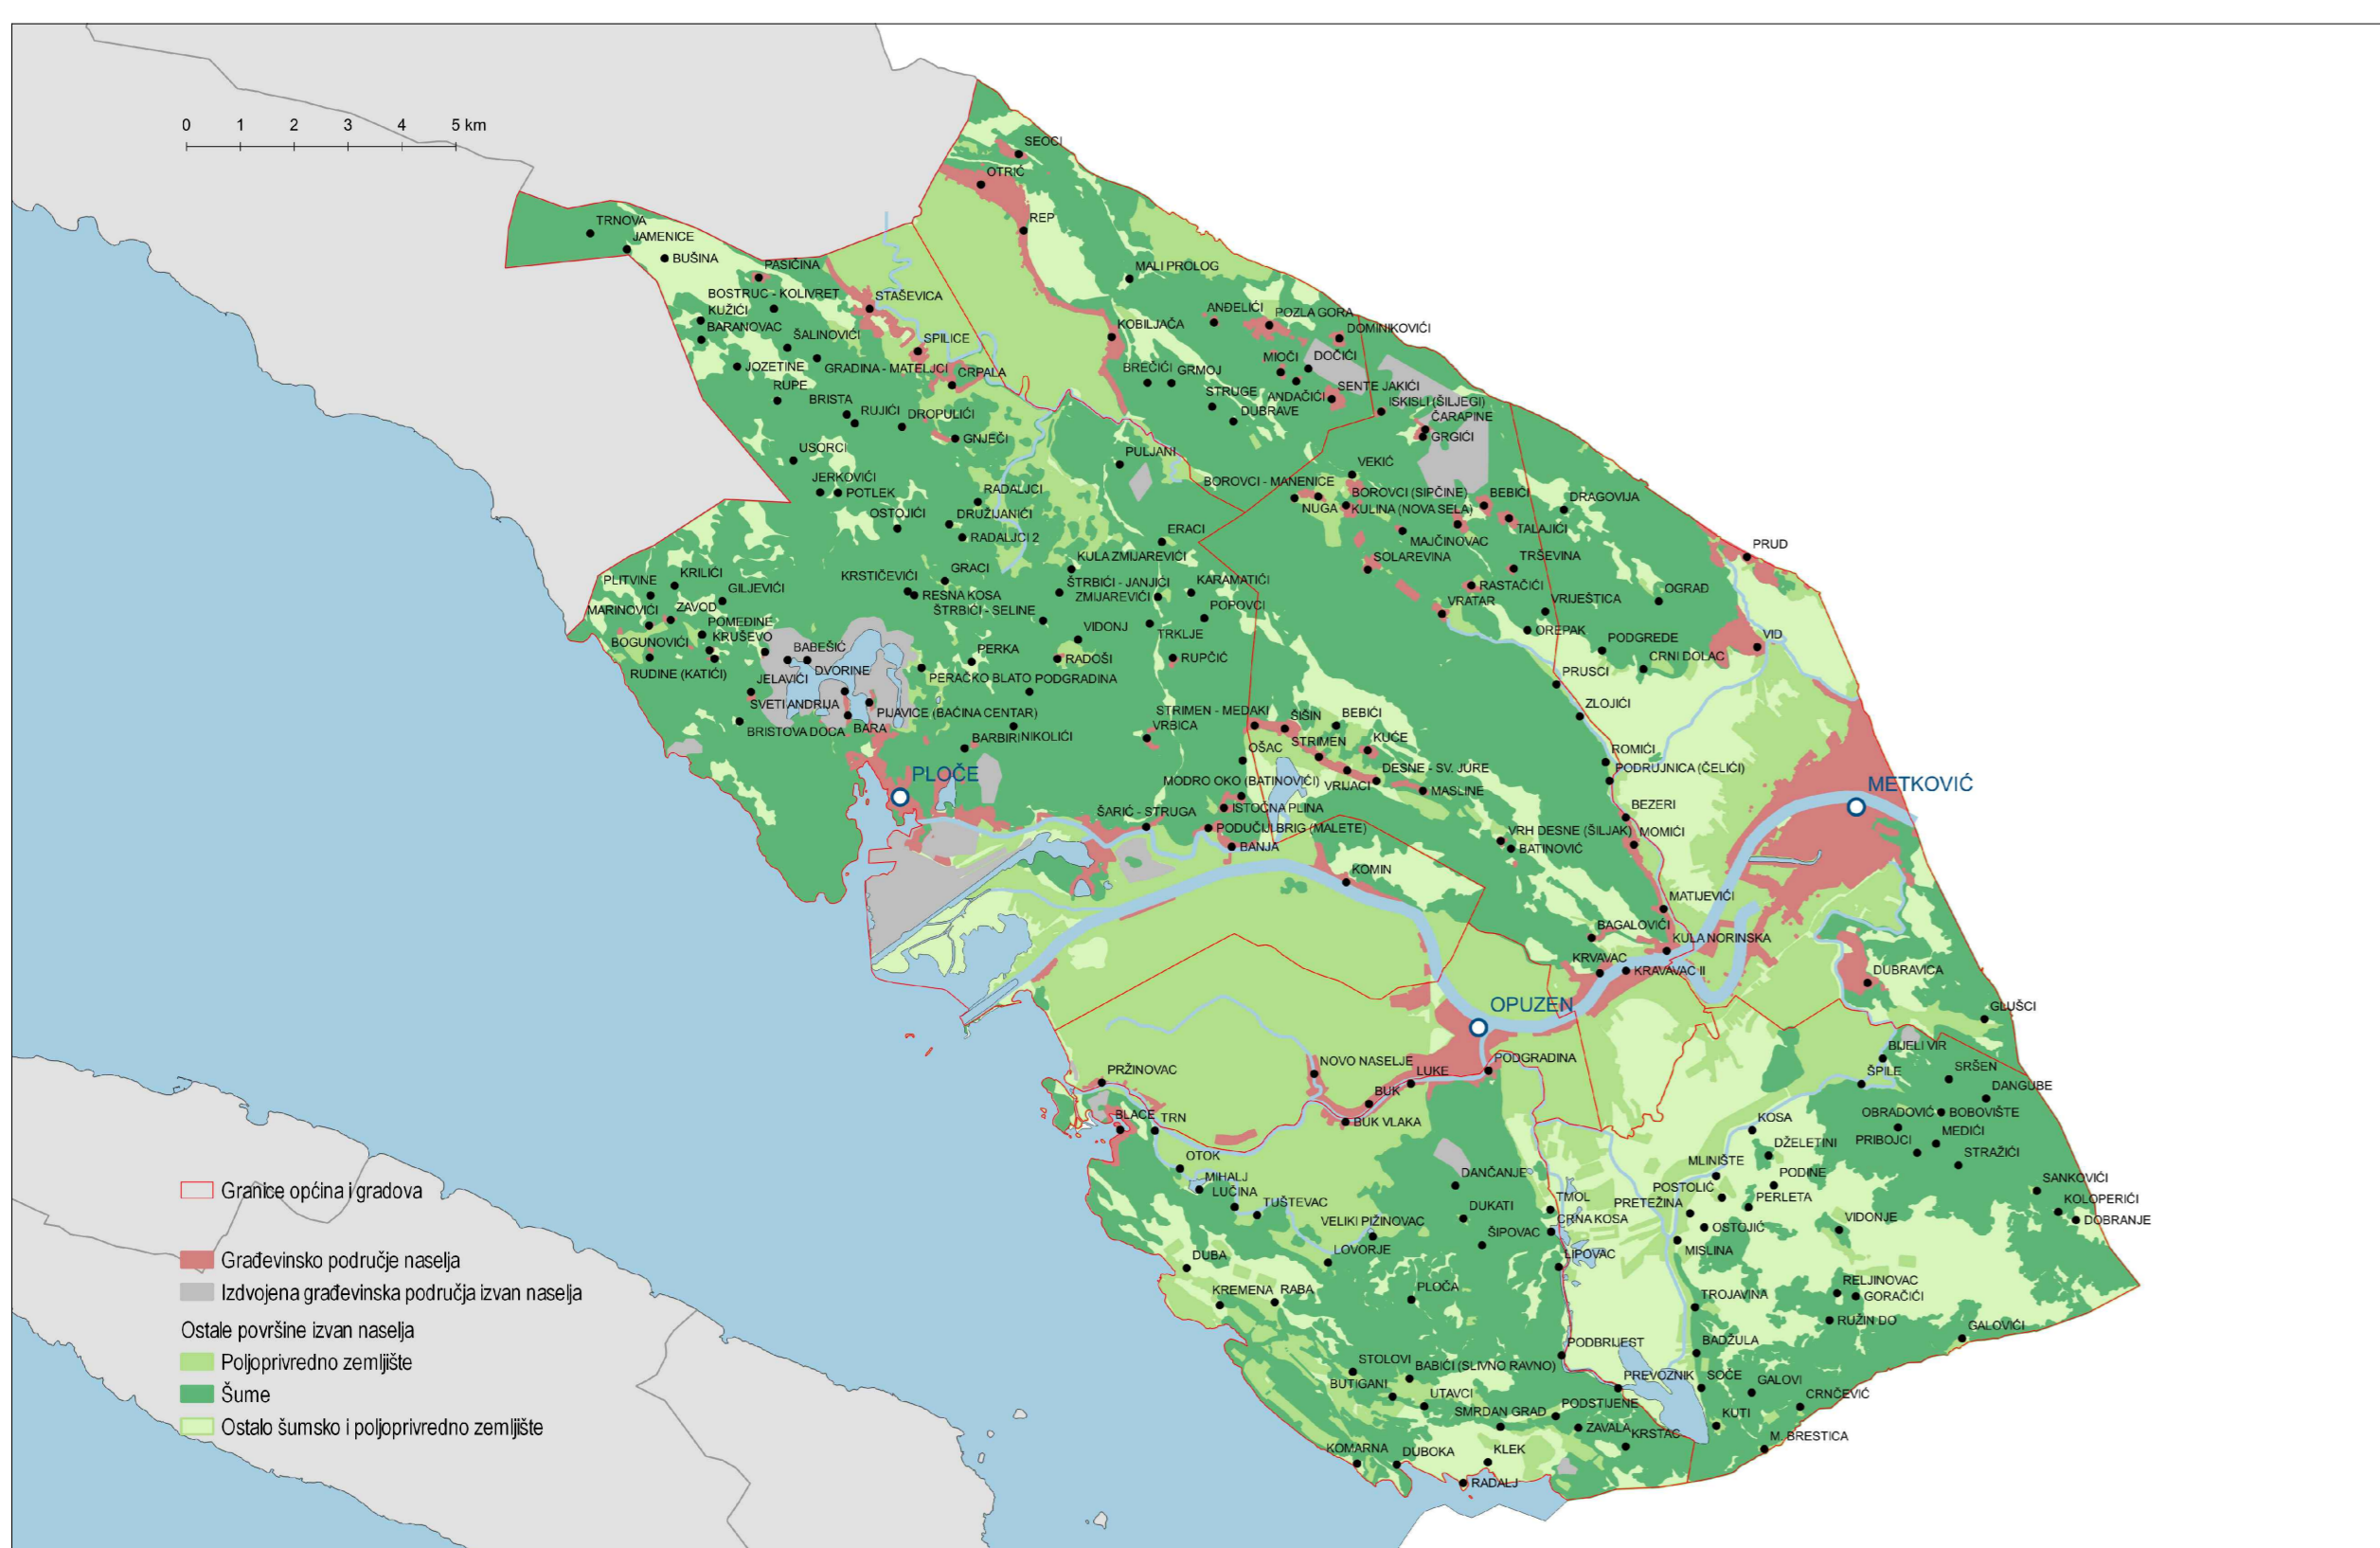 0 1 2 3 4 5 km
SEOCI
OTRIĆ
REP
TRNOVA
JAMENICE
BUŠINA
PASIČINA
MALI PROLOG
BOSTRUC - KOLIVRET
STAŠEVICA
KUŽIĆI
BARANOVAC
ANĐELIĆI
POZLA GORA
DOMINIKOVIĆI
KOBILJAČA
ŠALINOVIĆI
SPILICE
JOZETINE
GRADINA - MATELJCI
CRPALA
BREČIĆI
GRMOJ
MIOČI
DOČIĆI
RUPE
BRISTA
RUJIĆI
DROPULIĆI
STRUGE
ANDAČIĆI
SENTE JAKIĆI
DUBRAVE
ISKISLI (ŠILJEGI)
ČARAPINE
GRGIĆI
GNJEČI
USORCI
PULJANI
VEKIĆ
JERKOVIĆI
POTLEK
RADALJCI
BOROVCI - MANENICE
BOROVCI (SIPČINE)
BEBIĆI
DRAGOVIJA
NUGA
KULINA (NOVA SELA)
OSTOJIĆI
DRUŽIJANIĆI
TALAJIĆI
RADALJCI 2
ERACI
MAJČINOVAC
PRUD
KULA ZMIJAREVIĆI
SOLAREVINA
TRŠEVINA
PLITVINE
KRILIĆI
GILJEVIĆI
KRSTIČEVIĆI
GRACI
ŠTRBIĆI - JANJIĆI
KARAMATIĆI
RASTAČIĆI
OGRAD
RESNA KOSA
ZMIJAREVIĆI
MARINOVIĆI
ZAVOD
ŠTRBIĆI - SELINE
POPOVCI
VRATAR
VRIJEŠTICA
POMEDINE
VIDONJ
TRKLJE
OREPAK
VID
BOGUNOVIĆI
KRUŠEVO
PODGREDE
BABEŠIĆ
PERKA
RADOŠI
RUPČIĆ
CRNI DOLAC
RUDINE (KATIĆI)
DVORINE
JELAVIĆI
PERAČKO BLATO
PODGRADINA
PRUSCI
SVETI ANDRIJA
PIJAVICE (BAĆINA CENTAR)
STRIMEN - MEDAKI
ŠIŠIN
BEBIĆI
ZLOJIĆI
BRISTOVA DOCA
BARA
BARBIRI
NIKOLIĆI
VRBICA
OŠAC
STRIMEN
KUĆE
ROMIĆI
PLOČE
MODRO OKO (BATINOVIĆI)
VRIJACI
DESNE - SV. JURE
PODRUJNICA (ČELIĆI)
METKOVIĆ
MASLINE
ISTOČNA PLINA
BEZERI
ŠARIĆ - STRUGA
BRIG (MALETE)
VRH DESNE (ŠILJAK)
MOMIĆI
BANJA
BATINOVIĆ
KOMIN
MATIJEVIĆI
BAGALOVIĆI
KULA NORINSKA
KRVAVAC
KRAVAVAC II
DUBRAVICA
OPUZEN
GLUŠCI
PODGRADINA
BIJELI VIR
PRŽINOVAC
NOVO NASELJE
LUKE
ŠPILE
SRŠEN
DANGUBE
BUK
BLACE
TRN
BUK VLAKA
KOSA
OBRADOVIĆ
BOBOVIŠTE
PRIBOJCI
MEDIĆI
DŽELETINI
OTOK
STRAŽIĆI
DANČANJE
MLINIŠTE
PODINE
MIHALJ
LUČINA
POSTOLIĆ
SANKOVIĆI
Granice općina i gradova
TUŠTEVAC
DUKATI
TMOL
PRETEŽINA
PERLETA
KOLOPERIĆI
VELIKI PIŽINOVAC
CRNA KOSA
OSTOJIĆ
VIDONJE
DOBRANJE
ŠIPOVAC
LOVORJE
LIPOVAC
MISLINA
DUBA
Građevinsko područje naselja
KREMENA
RABA
PLOČA
RELJINOVAC
Izdvojena građevinska područja izvan naselja
TROJAVINA
GORAČIĆI
RUŽIN DO
Ostale površine izvan naselja
GALOVIĆI
PODBRIJEST
BADŽULA
Poljoprivredno zemljište
STOLOVI
BABIĆI (SLIVNO RAVNO)
PREVOZNIK
SOČE
GALOVI
BUTIGANI
UTAVCI
CRNČEVIĆ
Šume
SMRDAN GRAD
PODSTIJENE
KUTI
Ostalo šumsko i poljoprivredno zemljište
ZAVALA
KRSTAC
M. BRESTICA
KOMARNA
DUBOKA
KLEK
RADALJ